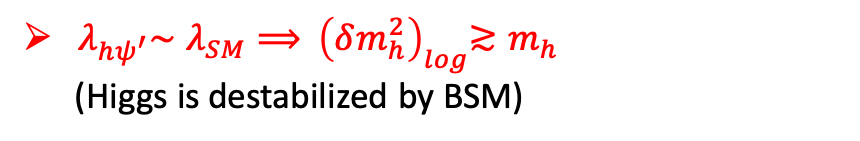 ➤ λ_{hψ′} ~ λ_{SM} ⟹ (δm_h^2)_{log} ≷ m_h
(Higgs is destabilized by BSM)